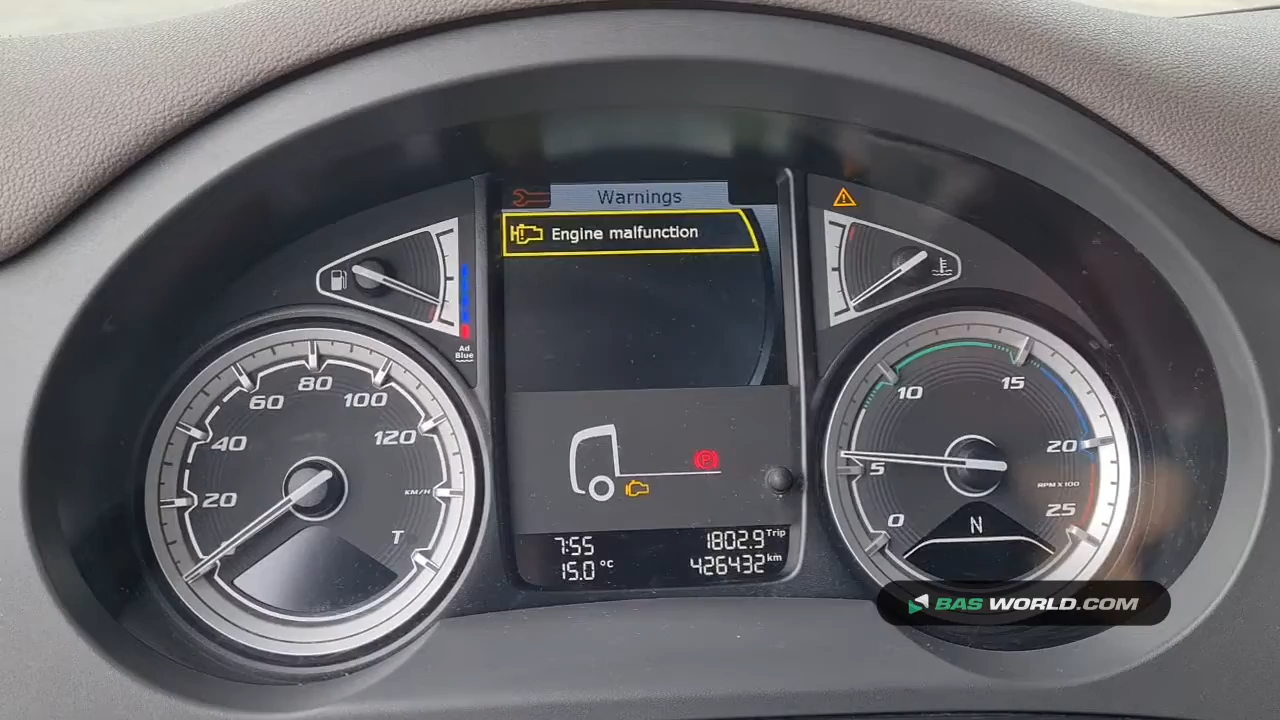 Warnings
Engine malfunction
Ad
Blue
20
40
60
80
100
120
KM/H
T
0
5
10
15
20
25
RPM X100
N
P
7:55
1802.9 Trip
15.0 °C
426432 km
BAS WORLD.COM